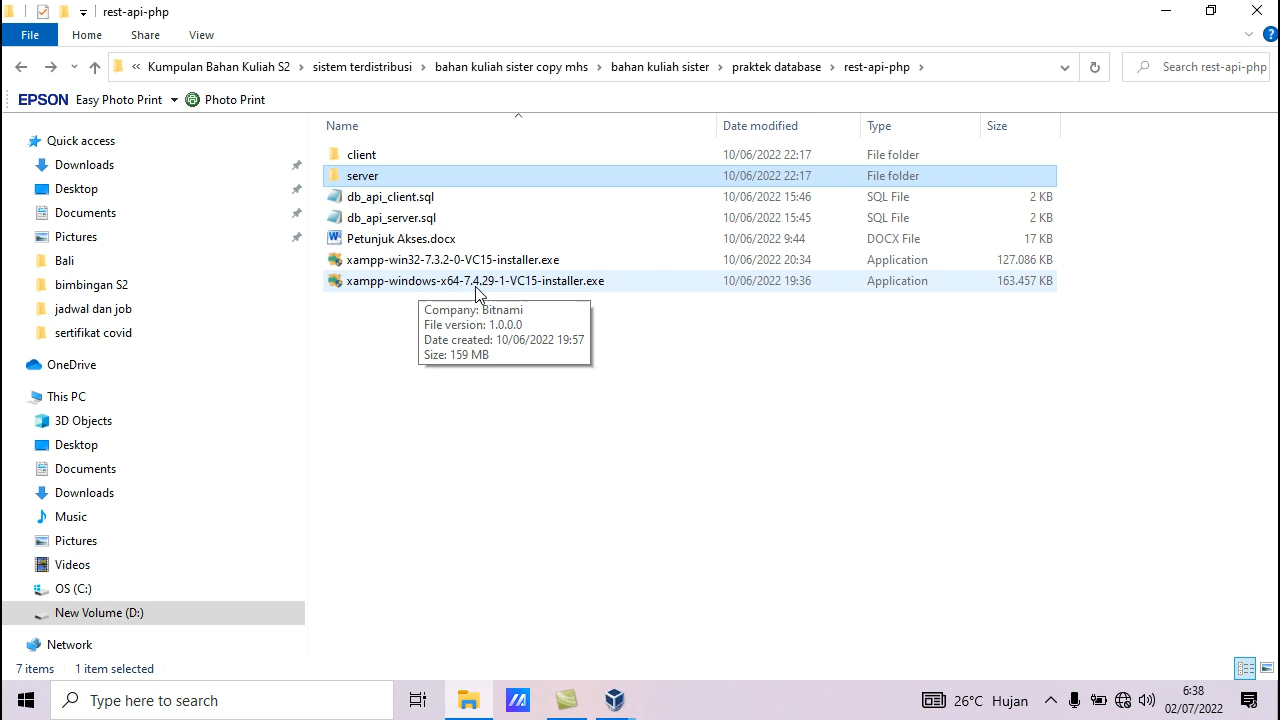 rest-api-php
File Home Share View
« Kumpulan Bahan Kuliah S2 › sistem terdistribusi › bahan kuliah sister copy mhs › bahan kuliah sister › praktek database › rest-api-php ›
Search rest-api-php
EPSON Easy Photo Print Photo Print
Name Date modified Type Size
client 10/06/2022 22:17 File folder
server 10/06/2022 22:17 File folder
db_api_client.sql 10/06/2022 15:46 SQL File 2 KB
db_api_server.sql 10/06/2022 15:45 SQL File 2 KB
Petunjuk Akses.docx 10/06/2022 9:44 DOCX File 17 KB
xampp-win32-7.3.2-0-VC15-installer.exe 10/06/2022 20:34 Application 127.086 KB
xampp-windows-x64-7.4.29-1-VC15-installer.exe 10/06/2022 19:36 Application 163.457 KB
Company: Bitnami
File version: 1.0.0.0
Date created: 10/06/2022 19:57
Size: 159 MB
Quick access
Downloads
Desktop
Documents
Pictures
Bali
bimbingan S2
jadwal dan job
sertifikat covid
OneDrive
This PC
3D Objects
Desktop
Documents
Downloads
Music
Pictures
Videos
OS (C:)
New Volume (D:)
Network
7 items 1 item selected
Type here to search
26°C Hujan
6:38
02/07/2022